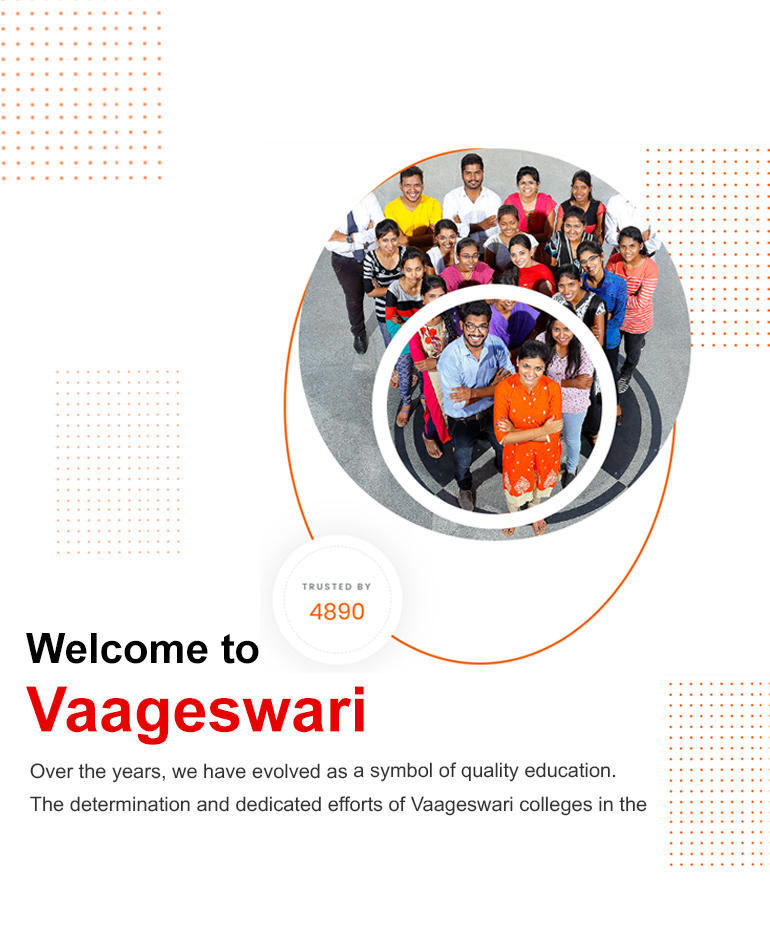 TRUSTED BY
4890
Welcome to
Vaageswari
Over the years, we have evolved as a symbol of quality education.
The determination and dedicated efforts of Vaageswari colleges in the